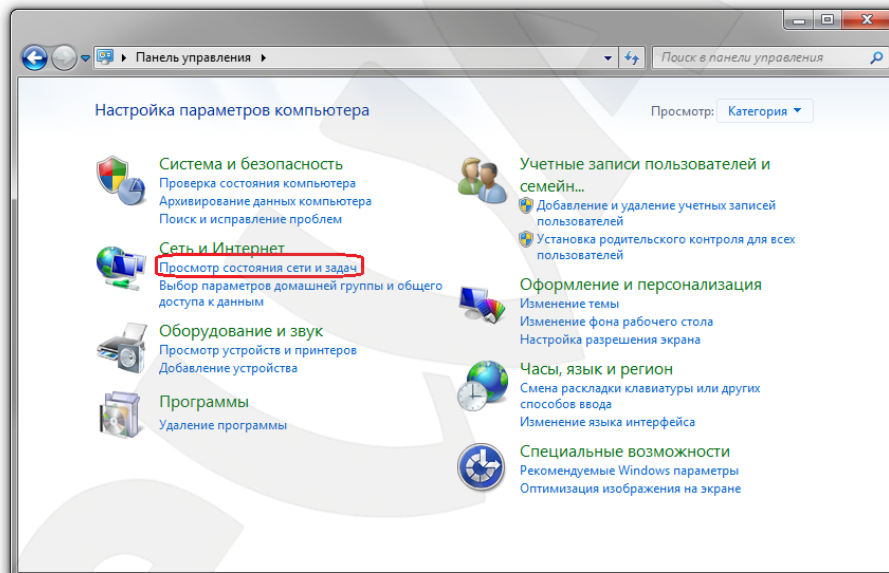 Панель управления
Поиск в панели управления
Настройка параметров компьютера
Просмотр: Категория
Система и безопасность
Проверка состояния компьютера
Архивирование данных компьютера
Поиск и исправление проблем
Сеть и Интернет
Просмотр состояния сети и задач
Выбор параметров домашней группы и общего
доступа к данным
Оборудование и звук
Просмотр устройств и принтеров
Добавление устройства
Программы
Удаление программы
Учетные записи пользователей и
семейн...
Добавление и удаление учетных записей
пользователей
Установка родительского контроля для всех
пользователей
Оформление и персонализация
Изменение темы
Изменение фона рабочего стола
Настройка разрешения экрана
Часы, язык и регион
Смена раскладки клавиатуры или других
способов ввода
Изменение языка интерфейса
Специальные возможности
Рекомендуемые Windows параметры
Оптимизация изображения на экране